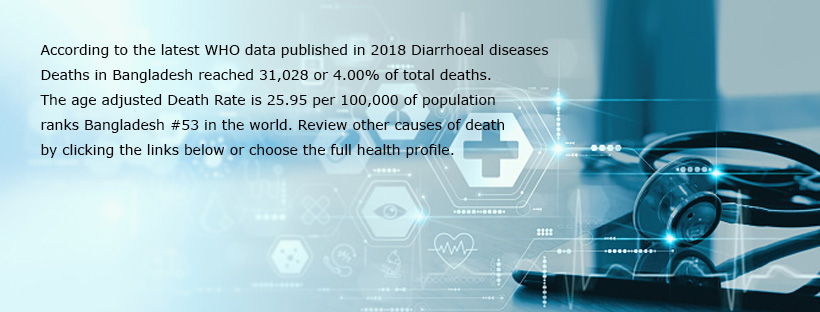 According to the latest WHO data published in 2018 Diarrhoeal diseases
Deaths in Bangladesh reached 31,028 or 4.00% of total deaths.
The age adjusted Death Rate is 25.95 per 100,000 of population
ranks Bangladesh #53 in the world. Review other causes of death
by clicking the links below or choose the full health profile.